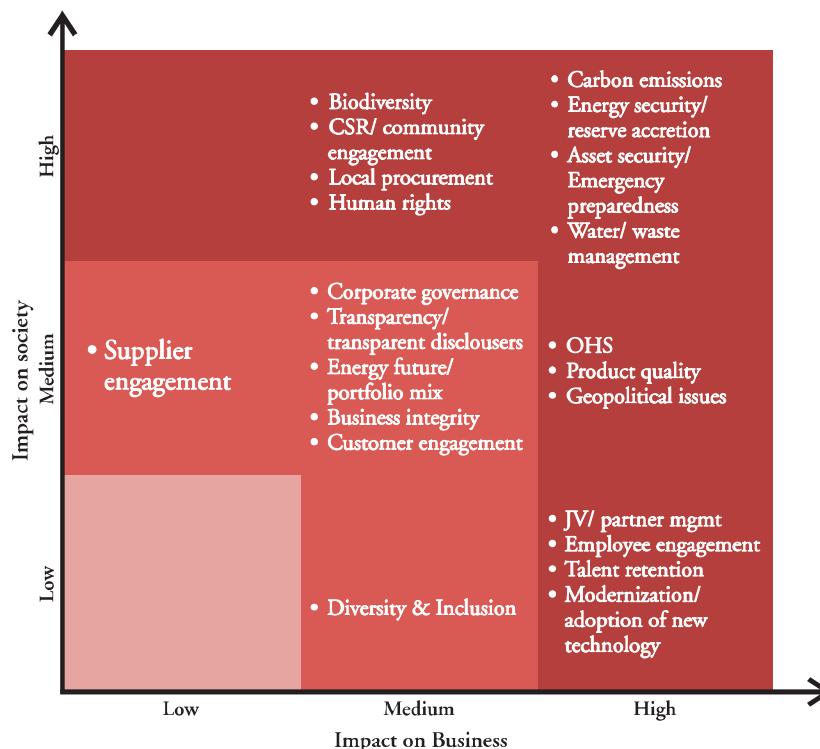 Impact on society
High
Medium
Low
• Biodiversity
• CSR/ community
engagement
• Local procurement
• Human rights
• Carbon emissions
• Energy security/
reserve accretion
• Asset security/
Emergency
preparedness
• Water/ waste
management
• Supplier
engagement
• Corporate governance
• Transparency/
transparent disclousers
• Energy future/
portfolio mix
• Business integrity
• Customer engagement
• OHS
• Product quality
• Geopolitical issues
• Diversity & Inclusion
• JV/ partner mgmt
• Employee engagement
• Talent retention
• Modernization/
adoption of new
technology
Low
Medium
High
Impact on Business